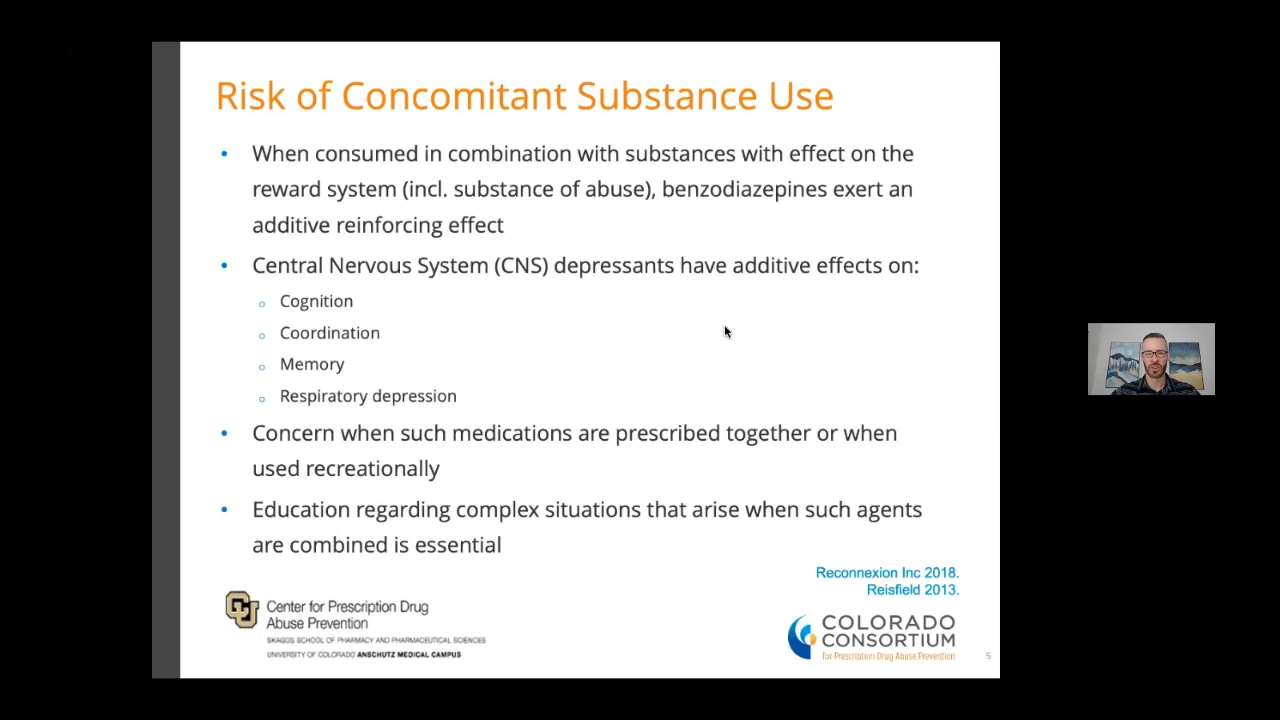 Risk of Concomitant Substance Use
• When consumed in combination with substances with effect on the
reward system (incl. substance of abuse), benzodiazepines exert an
additive reinforcing effect
• Central Nervous System (CNS) depressants have additive effects on:
o Cognition
o Coordination
o Memory
o Respiratory depression
• Concern when such medications are prescribed together or when
used recreationally
• Education regarding complex situations that arise when such agents
are combined is essential
Reconnexion Inc 2018.
Reisfield 2013.
CU
Center for Prescription Drug
Abuse Prevention
SKAGGS SCHOOL OF PHARMACY AND PHARMACEUTICAL SCIENCES
UNIVERSITY OF COLORADO ANSCHUTZ MEDICAL CAMPUS
COLORADO
CONSORTIUM
for Prescription Drug Abuse Prevention
5